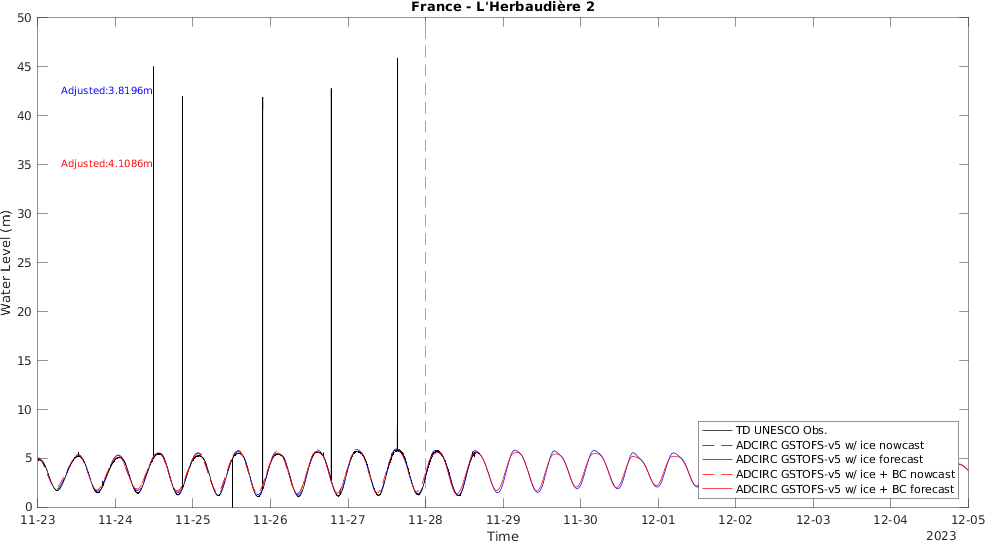 France - L'Herbaudière 2
50
45
40
35
30
25
20
15
10
5
0
Water Level (m)
Adjusted:3.8196m
Adjusted:4.1086m
TD UNESCO Obs.
ADCIRC GSTOFS-v5 w/ ice nowcast
ADCIRC GSTOFS-v5 w/ ice forecast
ADCIRC GSTOFS-v5 w/ ice + BC nowcast
ADCIRC GSTOFS-v5 w/ ice + BC forecast
11-23 11-24 11-25 11-26 11-27 11-28 11-29 11-30 12-01 12-02 12-03 12-04 12-05
Time
2023